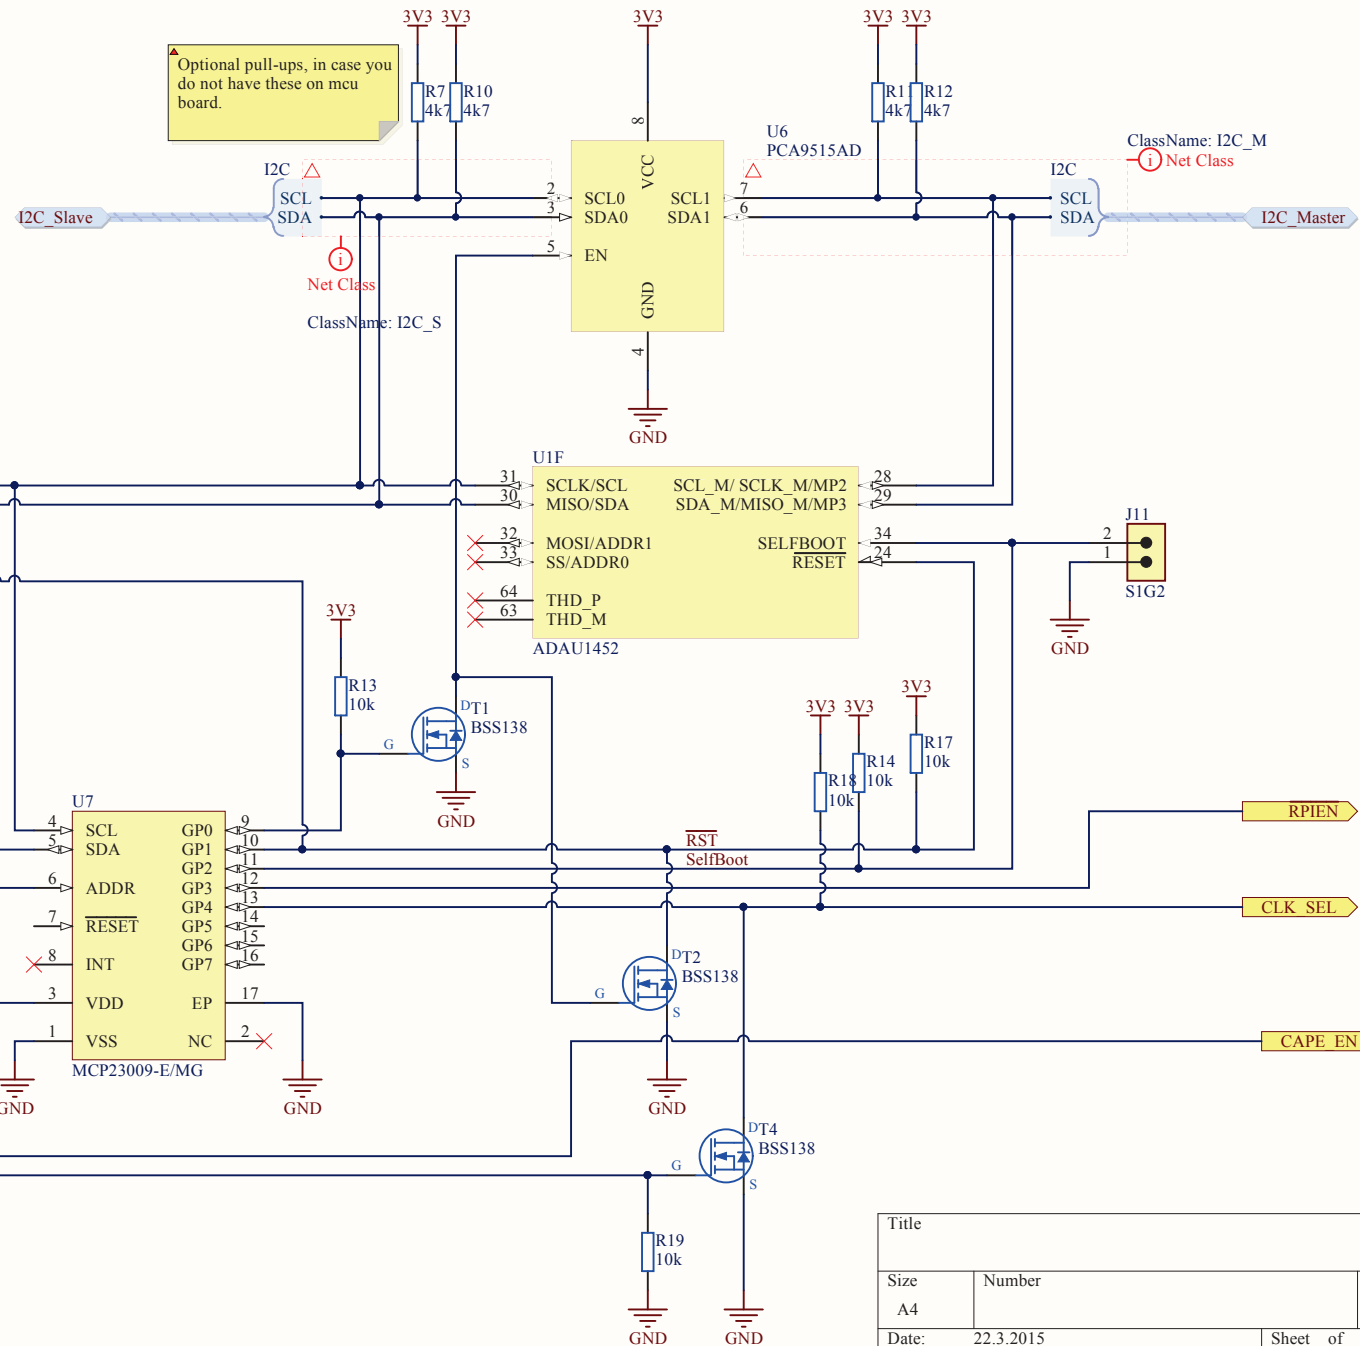 3V3 3V3 3V3 3V3 3V3
Optional pull-ups, in case you
do not have these on mcu
board.
R7
4k7
R10
4k7
R11
4k7
R12
4k7
U6
PCA9515AD
8
VCC
2 SCL0
3 SDA0
5 EN
SCL1 7
SDA1 6
GND
4
GND
I2C
SCL
SDA
I2C_Slave
i
Net Class
ClassName: I2C_S
ClassName: I2C_M
i Net Class
I2C
SCL
SDA
I2C_Master
U1F
31 SCLK/SCL
30 MISO/SDA
32 MOSI/ADDR1
33 SS/ADDR0
64 THD_P
63 THD_M
SCL_M/ SCLK_M/MP2 28
SDA_M/MISO_M/MP3 29
SELFBOOT 34
RESET 24
ADAU1452
J11
2
1
S1G2
GND
3V3
R13
10k
G
D
S
T1
BSS138
GND
3V3 3V3 3V3
R18
10k
R14
10k
R17
10k
U7
4 SCL
5 SDA
6 ADDR
7 RESET
8 INT
3 VDD
1 VSS
GP0 9
GP1 10
GP2 11
GP3 12
GP4 13
GP5 14
GP6 15
GP7 16
EP 17
NC 2
MCP23009-E/MG
GND
GND
RST
SelfBoot
RPIEN
CLK_SEL
CAPE_EN
G
D
S
T2
BSS138
GND
G
D
S
T4
BSS138
R19
10k
GND
GND
Title
Size Number
A4
Date: 22.3.2015 Sheet of